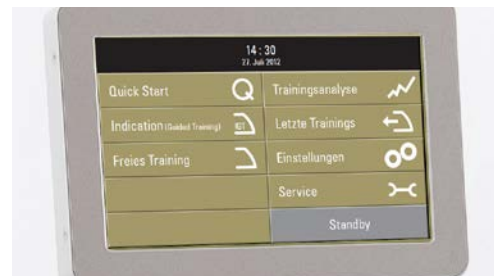 14:30
27. Juli 2012
Quick Start
Indication (Guided Training)
Freies Training
Trainingsanalyse
Letzte Trainings
Einstellungen
Service
Standby